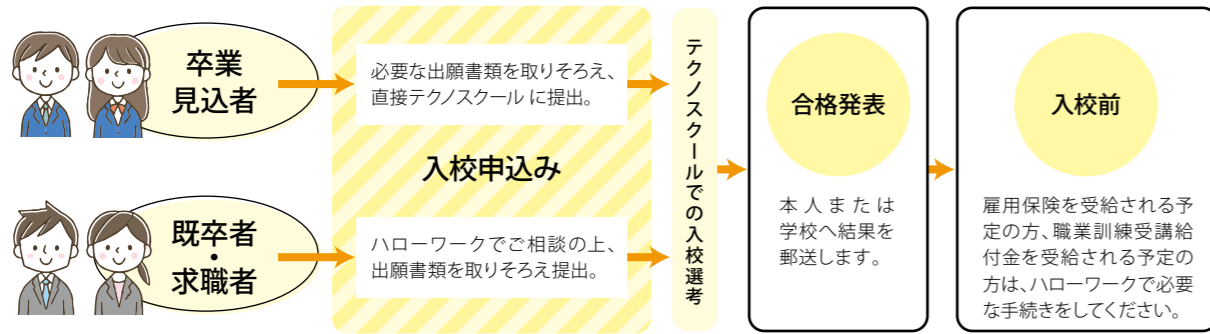 卒業
見込者
必要な出願書類を取りそろえ、
直接テクノスクールに提出。
入校申込み
既卒者
・
求職者
ハローワークでご相談の上、
出願書類を取りそろえ提出。
テクノスクールでの入校選考
合格発表
本人または
学校へ結果を
郵送します。
入校前
雇用保険を受給される予
定の方、職業訓練受講給
付金を受給される予定の
方は、ハローワークで必要
な手続きをしてください。